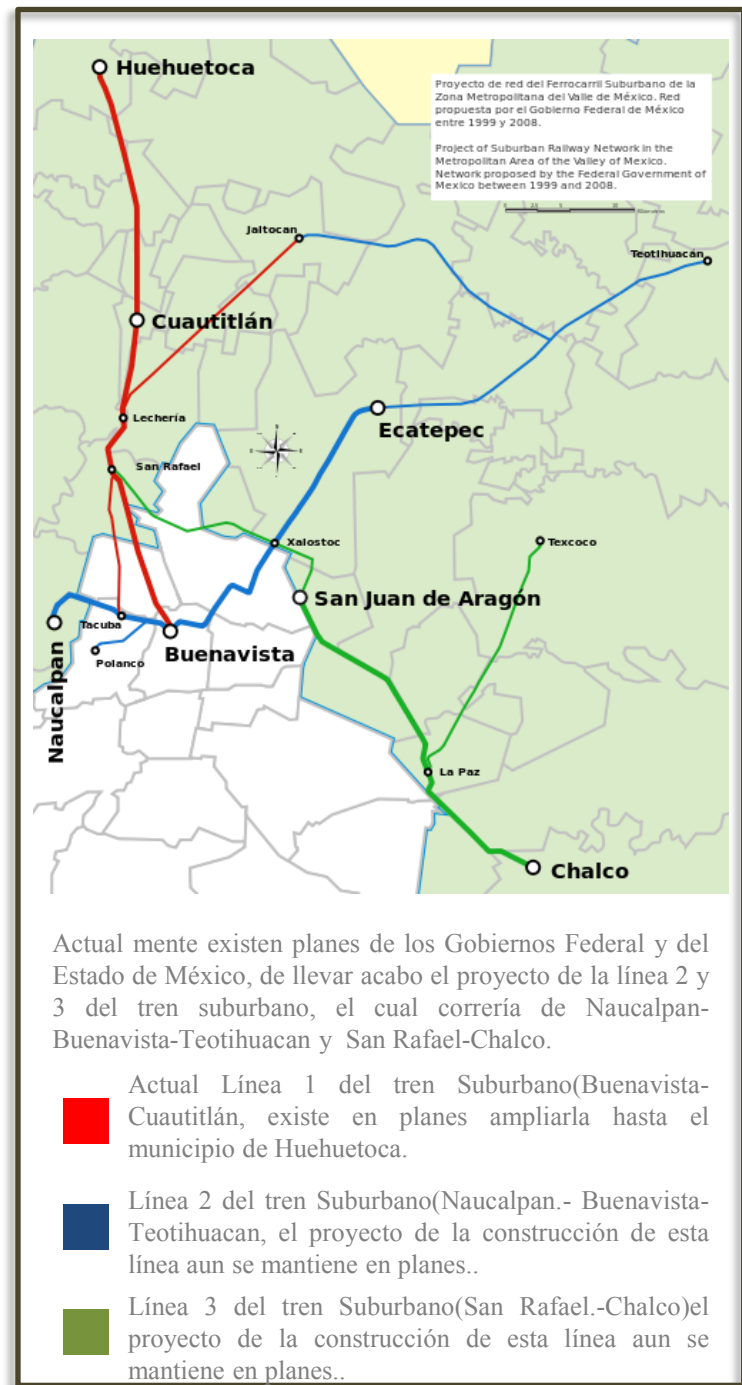 Huehuetoca
Proyecto de red del Ferrocarril Suburbano de la
Zona Metropolitana del Valle de México. Red
propuesta por el Gobierno Federal de México
entre 1999 y 2008.
Project of Suburban Railway Network in the
Metropolitan Area of the Valley of Mexico.
Network proposed by the Federal Government of
Mexico between 1999 and 2008.
Jaltocan
Teotihuacán
Cuautitlán
Lechería
Ecatepec
San Rafael
Xalostoc
Texcoco
San Juan de Aragón
Tacuba
Buenavista
Polanco
Naucalpan
La Paz
Chalco
Actual mente existen planes de los Gobiernos Federal y del
Estado de México, de llevar acabo el proyecto de la línea 2 y
3 del tren suburbano, el cual correría de Naucalpan-
Buenavista-Teotihuacan y San Rafael-Chalco.
Actual Línea 1 del tren Suburbano(Buenavista-
Cuautitlán, existe en planes ampliarla hasta el
municipio de Huehuetoca.
Línea 2 del tren Suburbano(Naucalpan.- Buenavista-
Teotihuacan, el proyecto de la construcción de esta
línea aun se mantiene en planes..
Línea 3 del tren Suburbano(San Rafael.-Chalco)el
proyecto de la construcción de esta línea aun se
mantiene en planes..